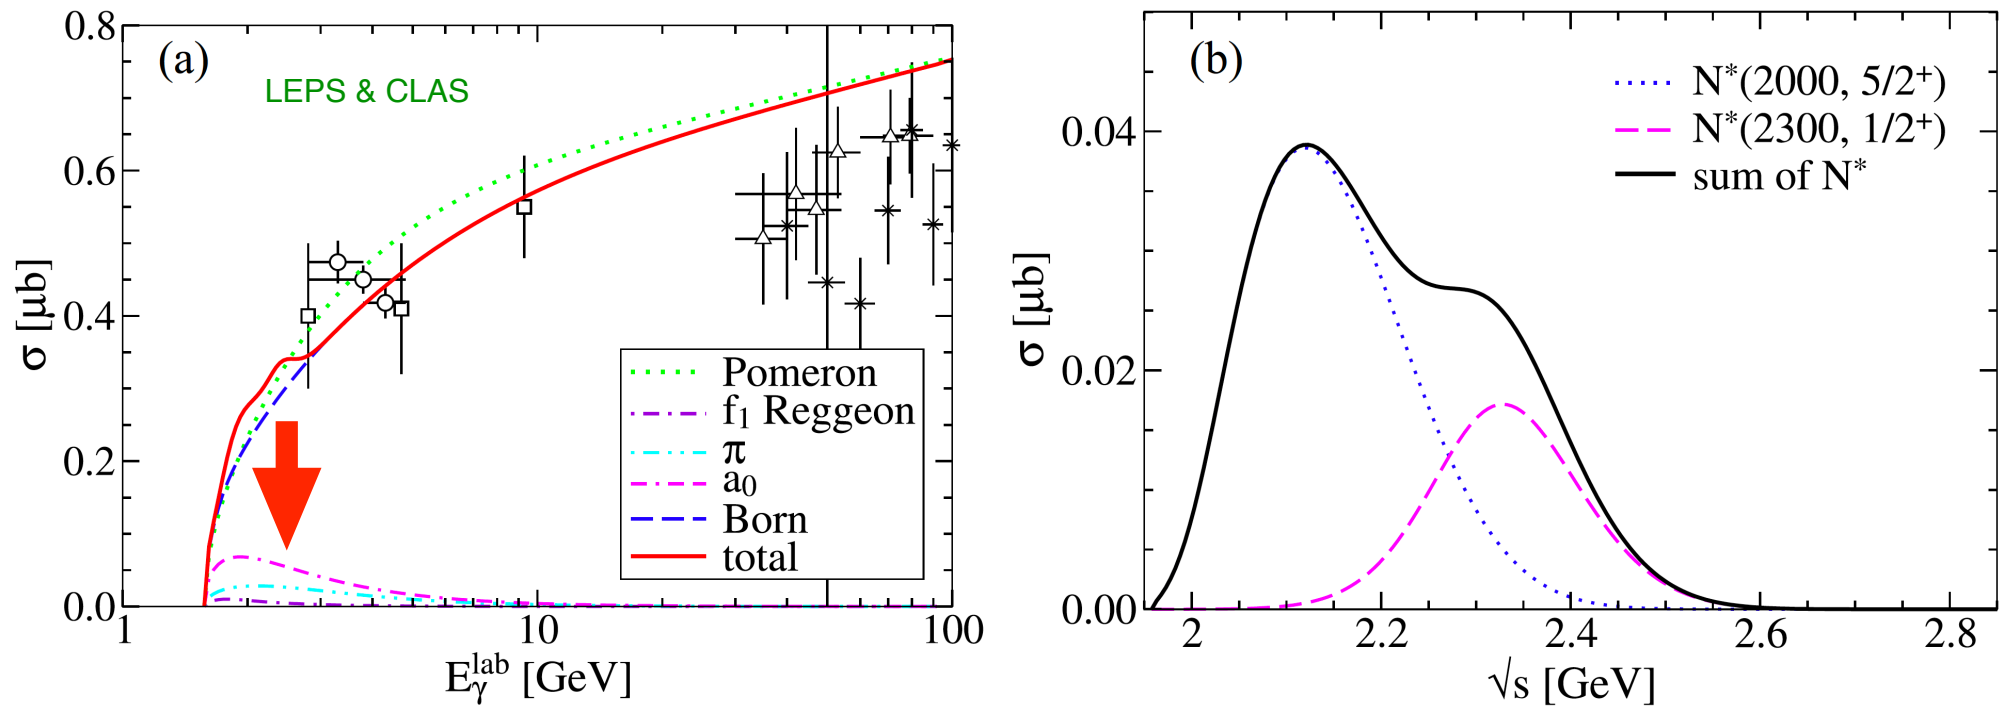 (a)
LEPS & CLAS
σ [μb]
0.8
0.6
0.4
0.2
0.0
1
10
100
E_γ^lab [GeV]
Pomeron
f₁ Reggeon
π
a₀
Born
total
(b)
N*(2000, 5/2⁺)
N*(2300, 1/2⁺)
sum of N*
σ [μb]
0.04
0.02
0.00
2
2.2
2.4
2.6
2.8
√s [GeV]